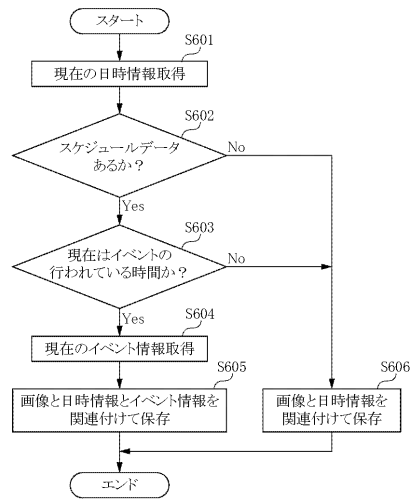 スタート
S601
現在の日時情報取得
S602
スケジュールデータ
あるか？
No
Yes
S603
現在はイベントの
行われている時間か？
No
Yes
S604
現在のイベント情報取得
S605
画像と日時情報とイベント情報を
関連付けて保存
S606
画像と日時情報を
関連付けて保存
エンド